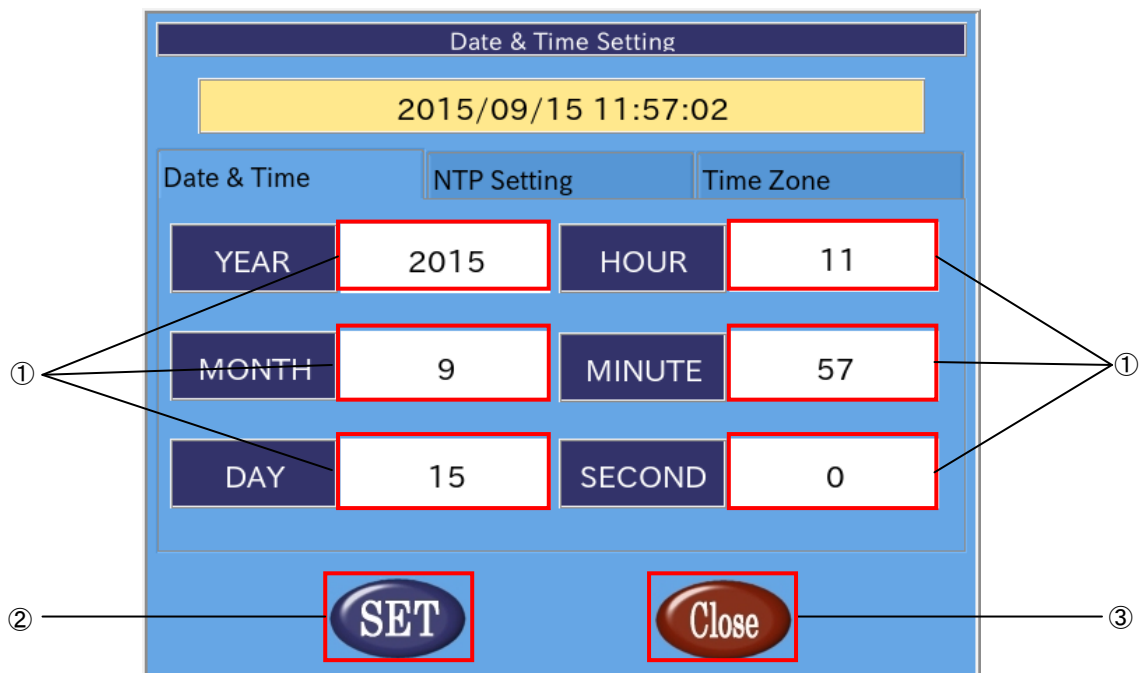 Date & Time Setting
2015/09/15 11:57:02
Date & Time NTP Setting Time Zone
YEAR 2015 HOUR 11
① MONTH 9 MINUTE 57 ①
DAY 15 SECOND 0
② SET Close ③